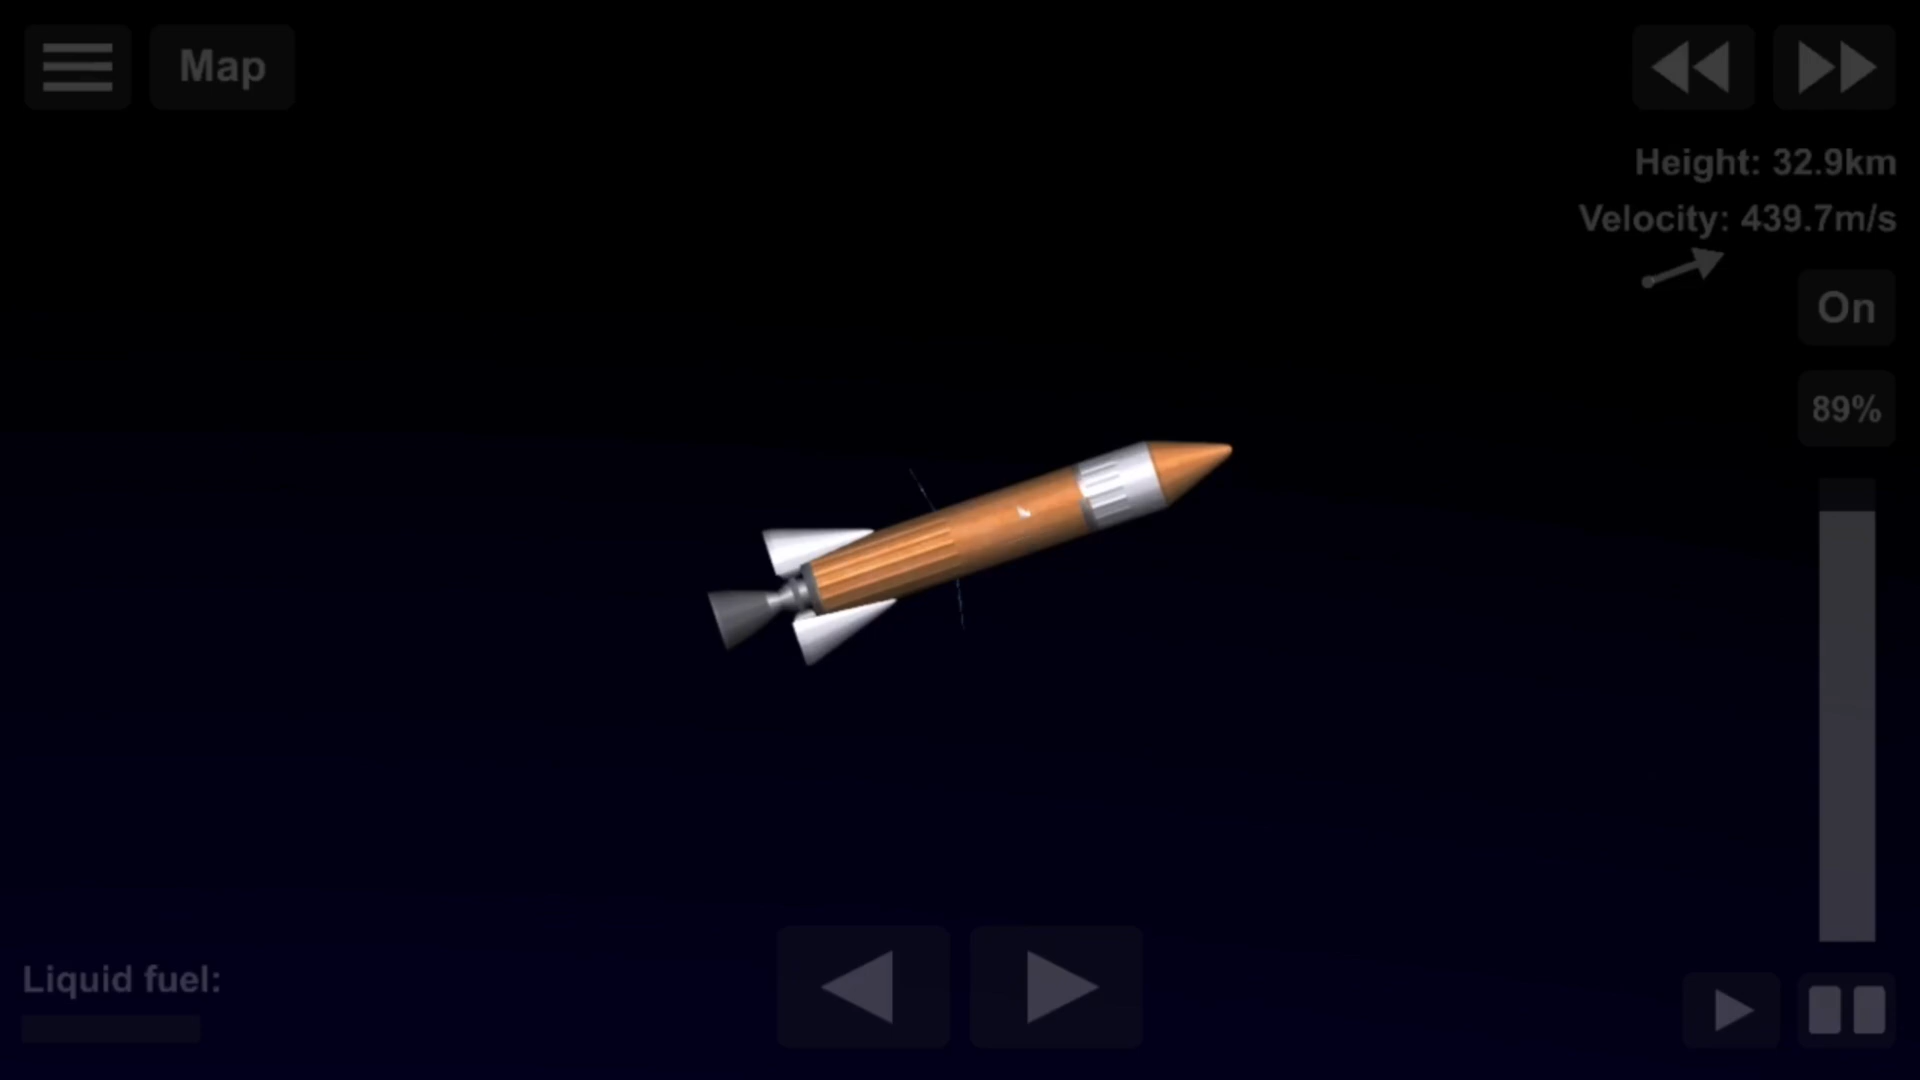 Map
Height: 32.9km
Velocity: 439.7m/s
On
89%
Liquid fuel: